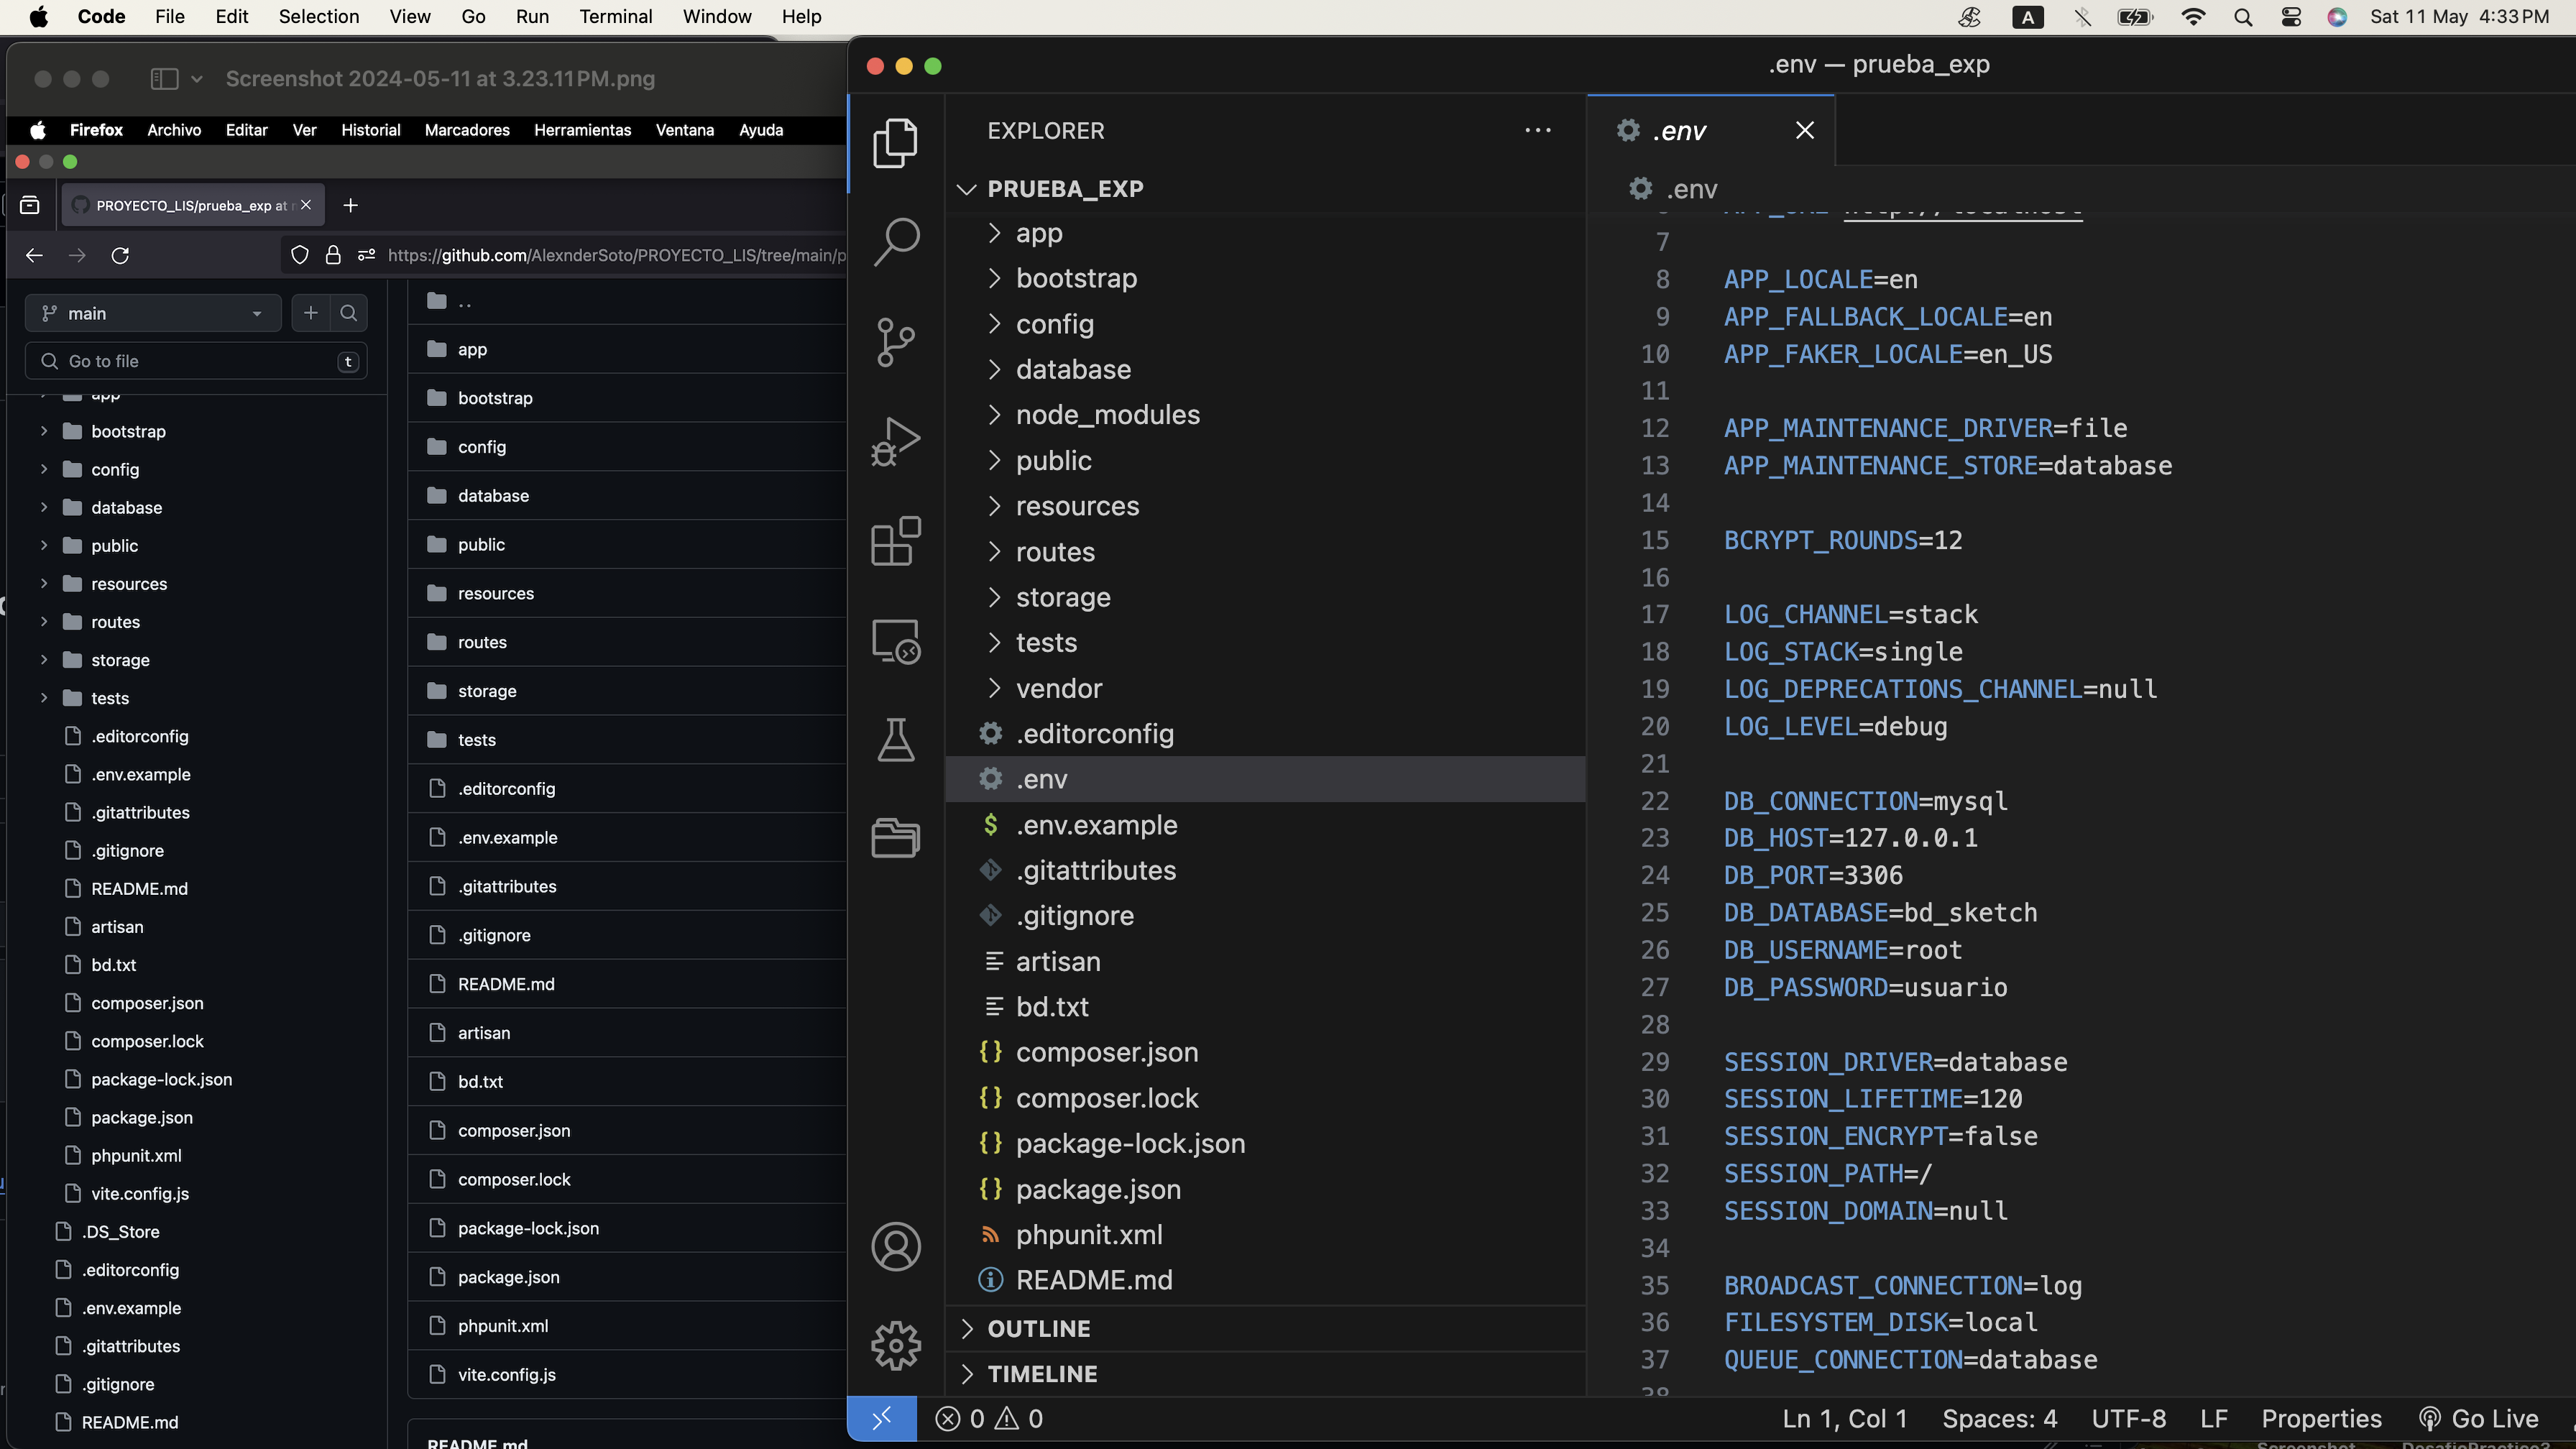 Code File Edit Selection View Go Run Terminal Window Help
A
Sat 11 May 4:33 PM
Screenshot 2024-05-11 at 3.23.11 PM.png
Firefox Archivo Editar Ver Historial Marcadores Herramientas Ventana Ayuda
PROYECTO_LIS/prueba_exp at
https://github.com/AlexnderSoto/PROYECTO_LIS/tree/main/p
main
Go to file
t
app
bootstrap
config
database
public
resources
routes
storage
tests
.editorconfig
.env.example
.gitattributes
.gitignore
README.md
artisan
bd.txt
composer.json
composer.lock
package-lock.json
package.json
phpunit.xml
vite.config.js
.DS_Store
.editorconfig
.env.example
.gitattributes
.gitignore
README.md
..
app
bootstrap
config
database
public
resources
routes
storage
tests
.editorconfig
.env.example
.gitattributes
.gitignore
README.md
artisan
bd.txt
composer.json
composer.lock
package-lock.json
package.json
phpunit.xml
vite.config.js
README.md
.env — prueba_exp
EXPLORER
PRUEBA_EXP
app
bootstrap
config
database
node_modules
public
resources
routes
storage
tests
vendor
.editorconfig
.env
.env.example
.gitattributes
.gitignore
artisan
bd.txt
composer.json
composer.lock
package-lock.json
package.json
phpunit.xml
README.md
OUTLINE
TIMELINE
.env
.env
7
8 APP_LOCALE=en
9 APP_FALLBACK_LOCALE=en
10 APP_FAKER_LOCALE=en_US
11
12 APP_MAINTENANCE_DRIVER=file
13 APP_MAINTENANCE_STORE=database
14
15 BCRYPT_ROUNDS=12
16
17 LOG_CHANNEL=stack
18 LOG_STACK=single
19 LOG_DEPRECATIONS_CHANNEL=null
20 LOG_LEVEL=debug
21
22 DB_CONNECTION=mysql
23 DB_HOST=127.0.0.1
24 DB_PORT=3306
25 DB_DATABASE=bd_sketch
26 DB_USERNAME=root
27 DB_PASSWORD=usuario
28
29 SESSION_DRIVER=database
30 SESSION_LIFETIME=120
31 SESSION_ENCRYPT=false
32 SESSION_PATH=/
33 SESSION_DOMAIN=null
34
35 BROADCAST_CONNECTION=log
36 FILESYSTEM_DISK=local
37 QUEUE_CONNECTION=database
0 0
Ln 1, Col 1 Spaces: 4 UTF-8 LF Properties Go Live